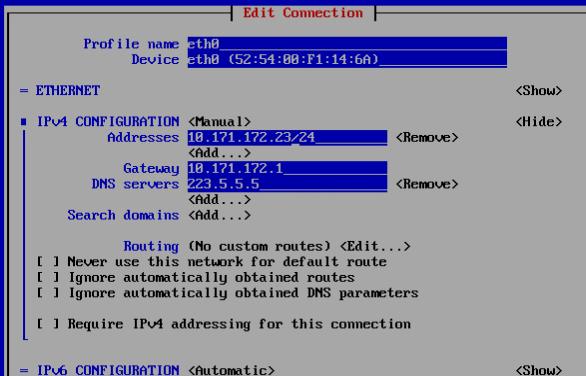 Edit Connection
Profile name eth0
Device eth0 (52:54:00:F1:14:6A)
= ETHERNET <Show>
IPv4 CONFIGURATION <Manual> <Hide>
Addresses 10.171.172.23/24 <Remove>
<Add...>
Gateway 10.171.172.1
DNS servers 223.5.5.5 <Remove>
<Add...>
Search domains <Add...>
Routing (No custom routes) <Edit...>
[ ] Never use this network for default route
[ ] Ignore automatically obtained routes
[ ] Ignore automatically obtained DNS parameters
[ ] Require IPv4 addressing for this connection
= IPv6 CONFIGURATION <Automatic> <Show>